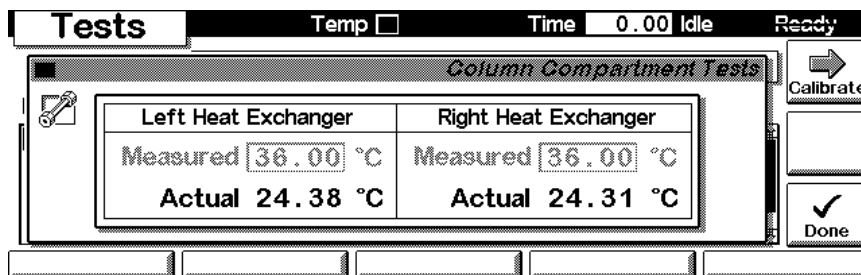 Tests Temp Time 0.00 Idle Ready
Column Compartment Tests
Calibrate
Left Heat Exchanger Right Heat Exchanger
Measured 36.00 °C Measured 36.00 °C
Actual 24.38 °C Actual 24.31 °C
Done